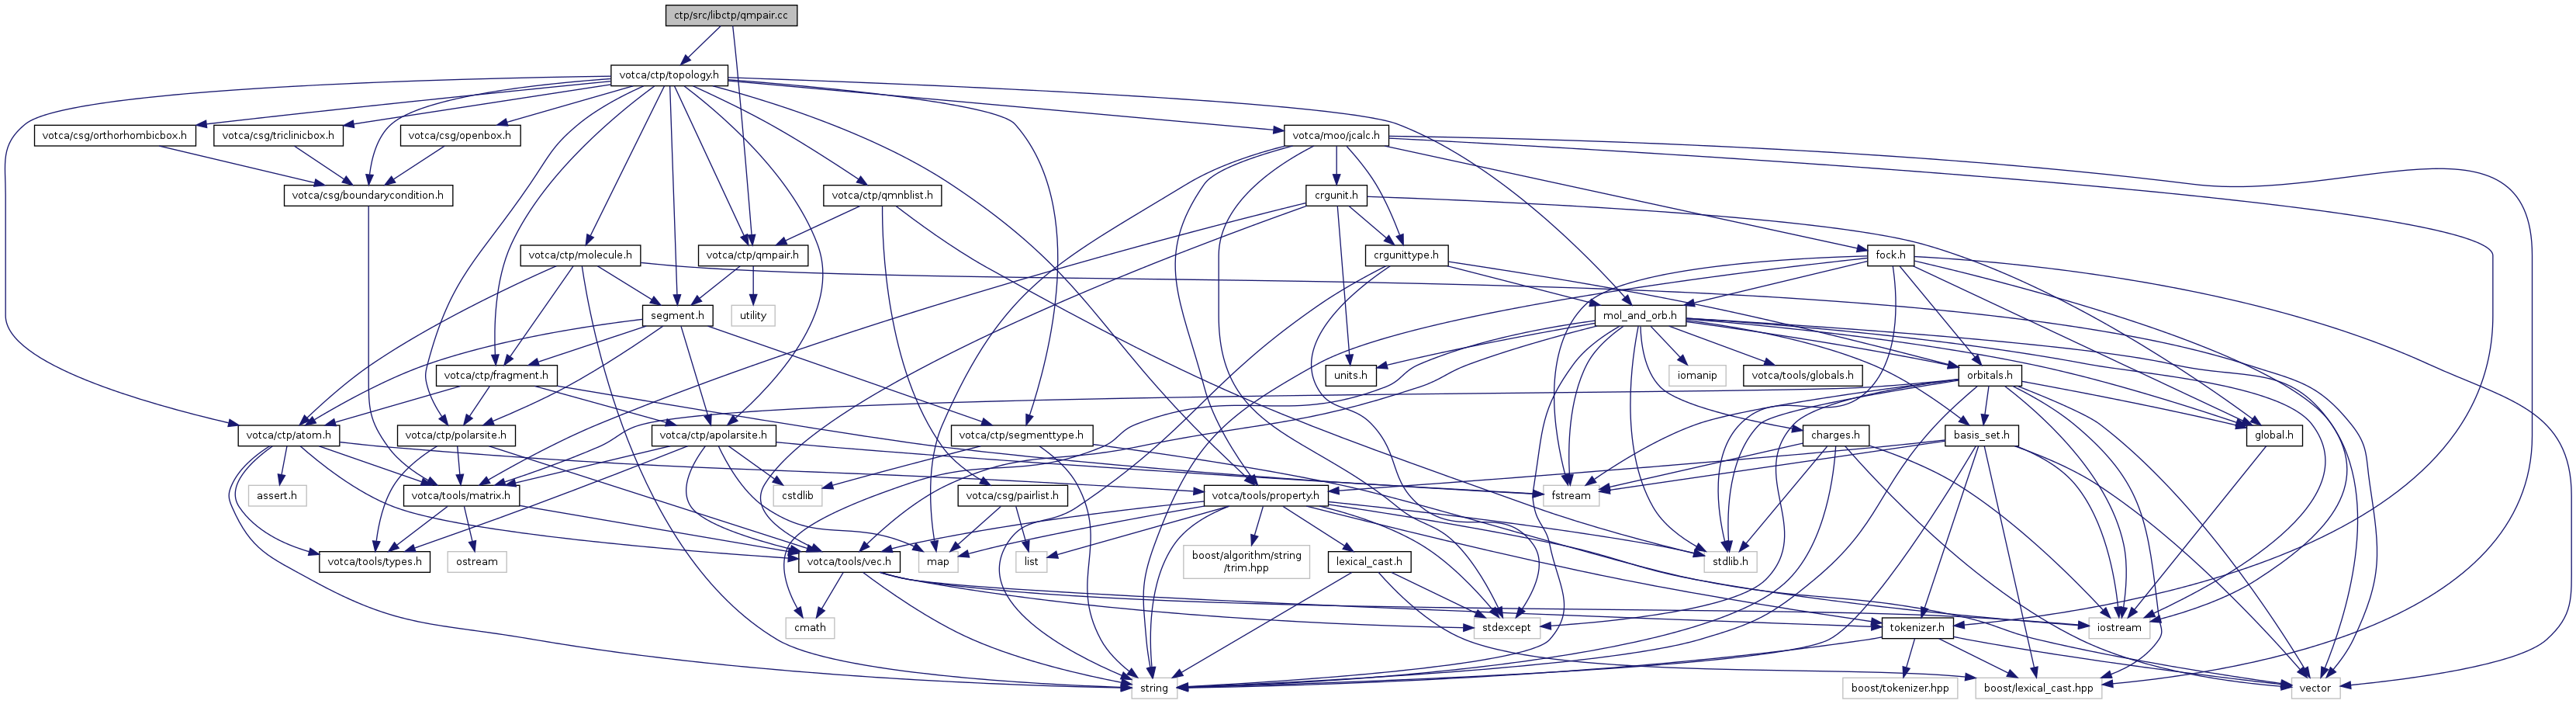 ctp/src/libctp/qmpair.cc
votca/ctp/topology.h
votca/csg/orthorhombicbox.h
votca/csg/triclinicbox.h
votca/csg/openbox.h
votca/moo/jcalc.h
votca/csg/boundarycondition.h
votca/ctp/qmnblist.h
crgunit.h
votca/ctp/molecule.h
votca/ctp/qmpair.h
crgunittype.h
fock.h
segment.h
utility
mol_and_orb.h
votca/ctp/fragment.h
units.h
iomanip
votca/tools/globals.h
orbitals.h
votca/ctp/atom.h
votca/ctp/polarsite.h
votca/ctp/apolarsite.h
votca/ctp/segmenttype.h
charges.h
basis_set.h
global.h
assert.h
votca/tools/matrix.h
cstdlib
votca/csg/pairlist.h
votca/tools/property.h
fstream
votca/tools/types.h
ostream
votca/tools/vec.h
map
list
boost/algorithm/string
/trim.hpp
lexical_cast.h
stdlib.h
cmath
stdexcept
tokenizer.h
iostream
string
boost/tokenizer.hpp
boost/lexical_cast.hpp
vector